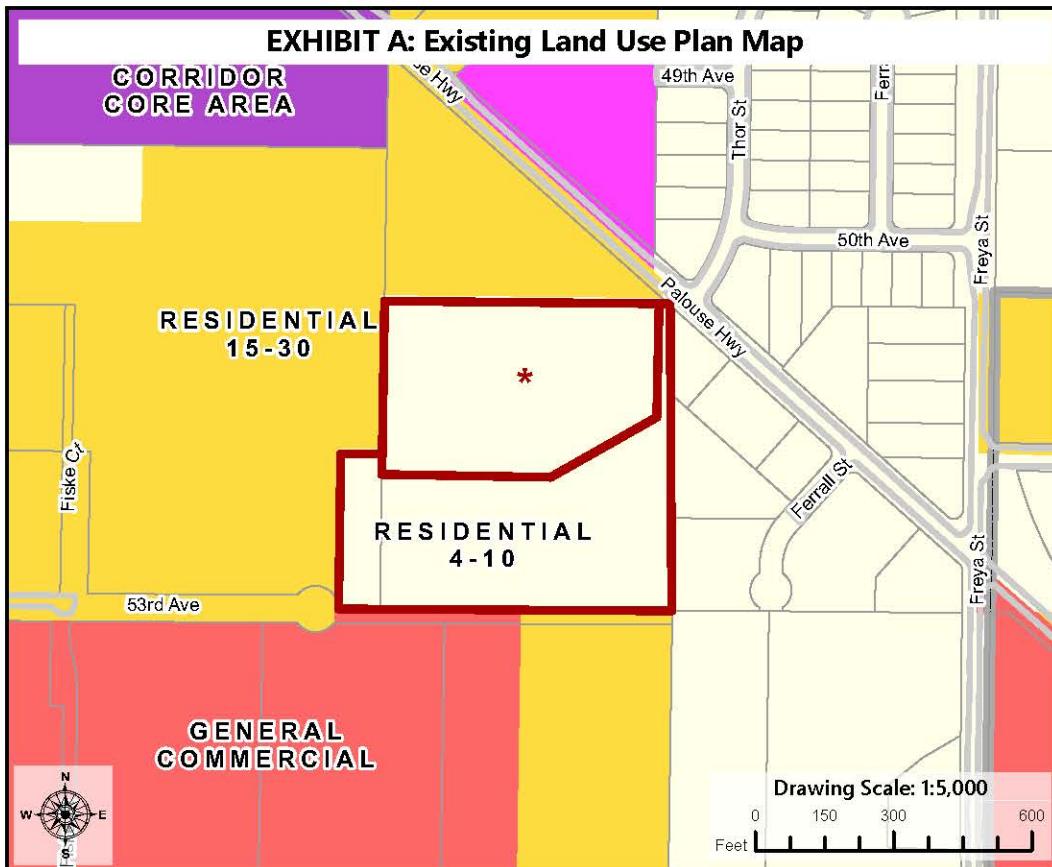 EXHIBIT A: Existing Land Use Plan Map
CORRIDOR
CORE AREA
Hwy
49th Ave
Thor St
Freya St
50th Ave
Palouse Hwy
RESIDENTIAL
15-30
*
Fiske Ct
Ferrall St
RESIDENTIAL
4-10
53rd Ave
Freya St
GENERAL
COMMERCIAL
N
W E
S
Drawing Scale: 1:5,000
0 150 300 600
Feet